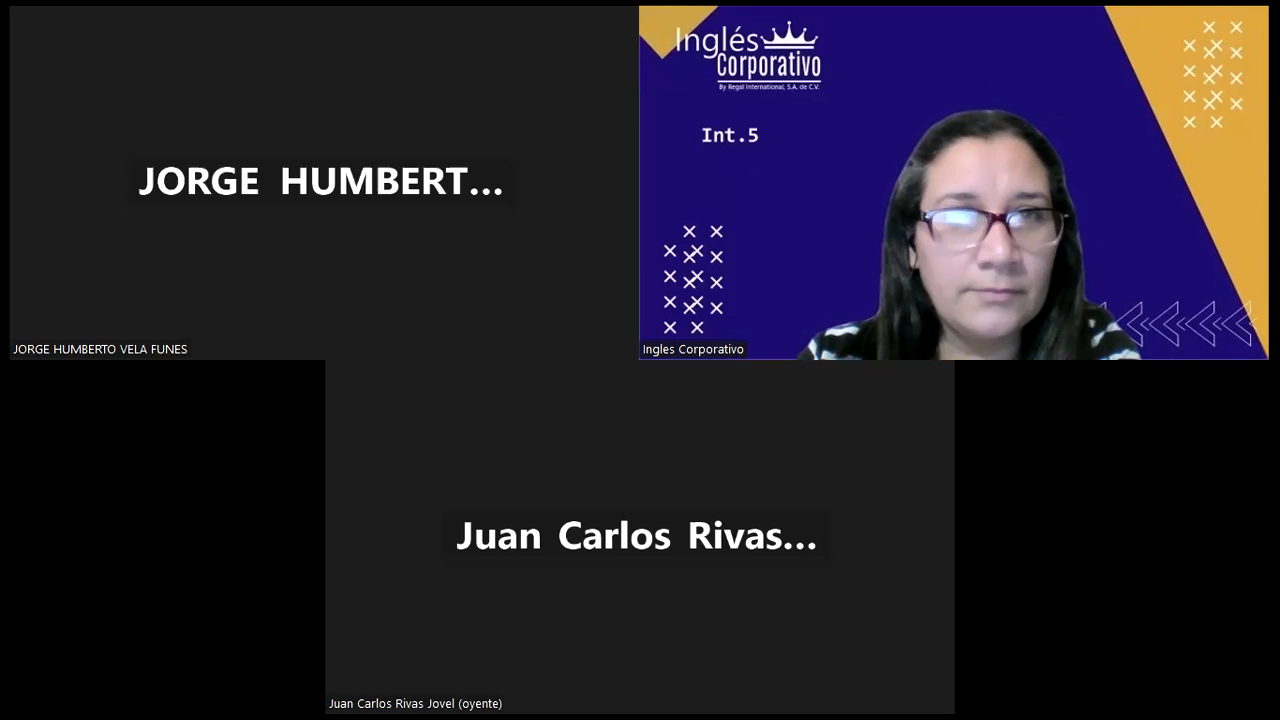 JORGE HUMBERT...
JORGE HUMBERTO VELA FUNES
Inglés
Corporativo
By Regal International, S.A. de C.V.
Int.5
Ingles Corporativo
Juan Carlos Rivas...
Juan Carlos Rivas Jovel (oyente)